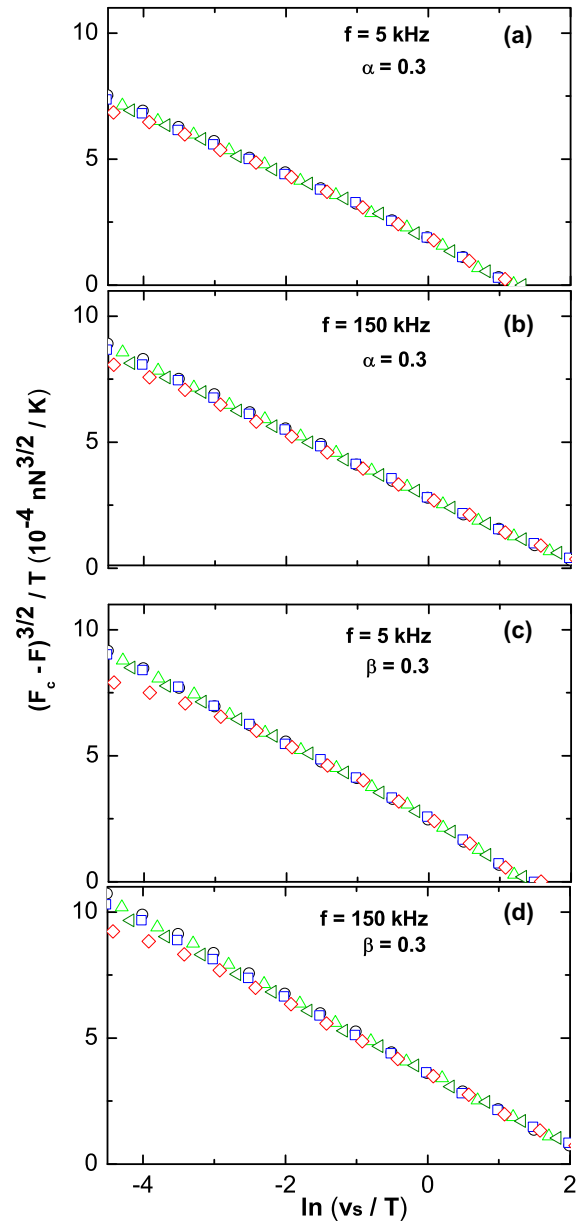 (F_c - F)^3/2 / T (10^-4 nN^3/2 / K)
f = 5 kHz
(a)
α = 0.3
10
5
0
f = 150 kHz
(b)
α = 0.3
10
5
0
f = 5 kHz
(c)
β = 0.3
10
5
0
f = 150 kHz
(d)
β = 0.3
10
5
0
-4 -2 0 2
ln (vs / T)